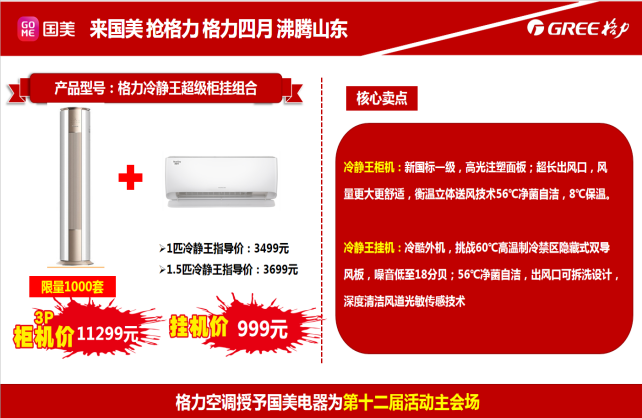 GOME 国美 来国美 抢格力 格力四月 沸腾山东
GREE 格力
产品型号：格力冷静王超级柜挂组合
核心卖点
冷静王柜机：新国标一级，高光注塑面板；超长出风口，风
量更大更舒适，衡温立体送风技术56℃净菌自洁，8℃保温。
冷静王挂机：冷酷外机，挑战60℃高温制冷禁区隐藏式双导
风板，噪音低至18分贝；56℃净菌自洁，出风口可拆洗设计，
深度清洁风道光敏传感技术
➢1匹冷静王指导价：3499元
➢1.5匹冷静王指导价：3699元
限量1000套
3P
柜机价 11299元
挂机价 999元
格力空调授予国美电器为第十二届活动主会场